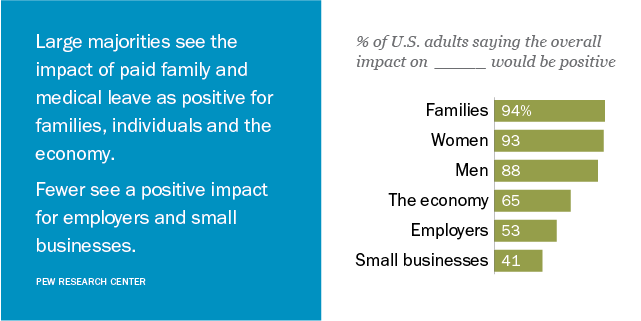 Large majorities see the
impact of paid family and
medical leave as positive for
families, individuals and the
economy.
Fewer see a positive impact
for employers and small
businesses.
PEW RESEARCH CENTER
% of U.S. adults saying the overall
impact on _____ would be positive
Families 94%
Women 93
Men 88
The economy 65
Employers 53
Small businesses 41